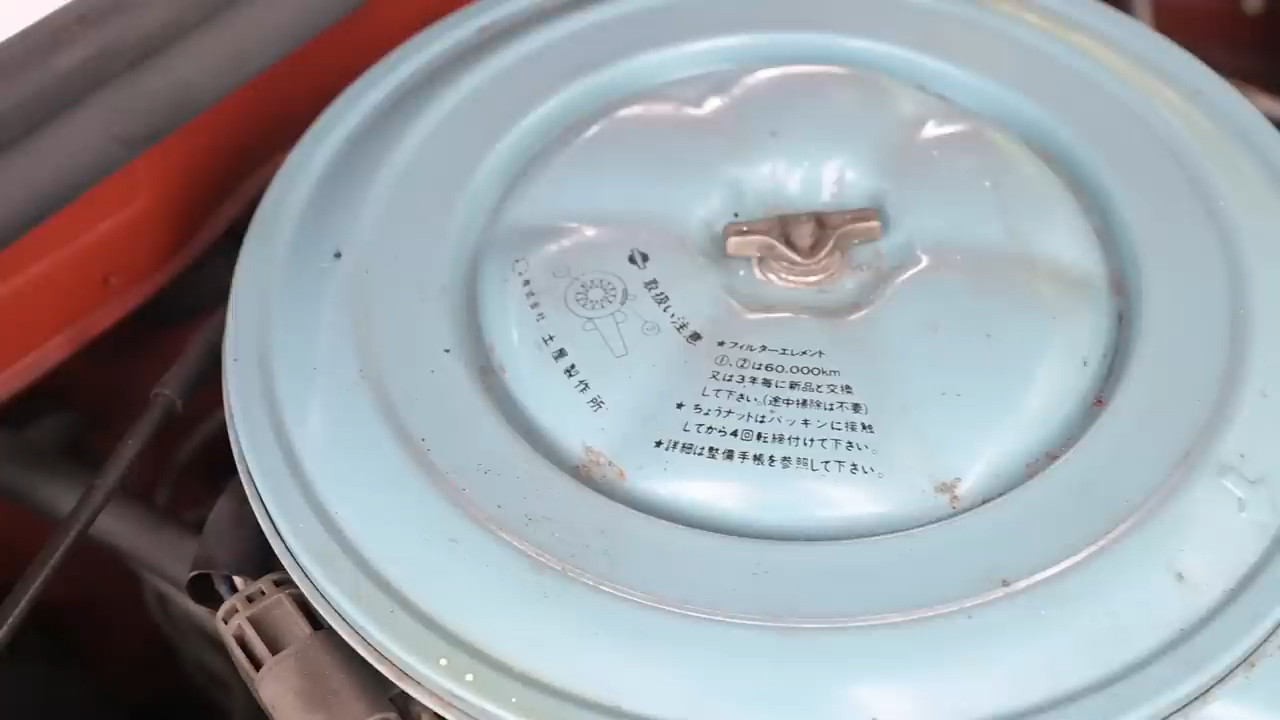 株式会社 土屋製作所
取扱い注意
★フィルターエレメント
①、②は60,000km
又は3年毎に新品と交換
して下さい。(途中掃除は不要)
★ちょうナットはパッキンに接触
してから4回転締付けて下さい。
★詳細は整備手帳を参照して下さい。